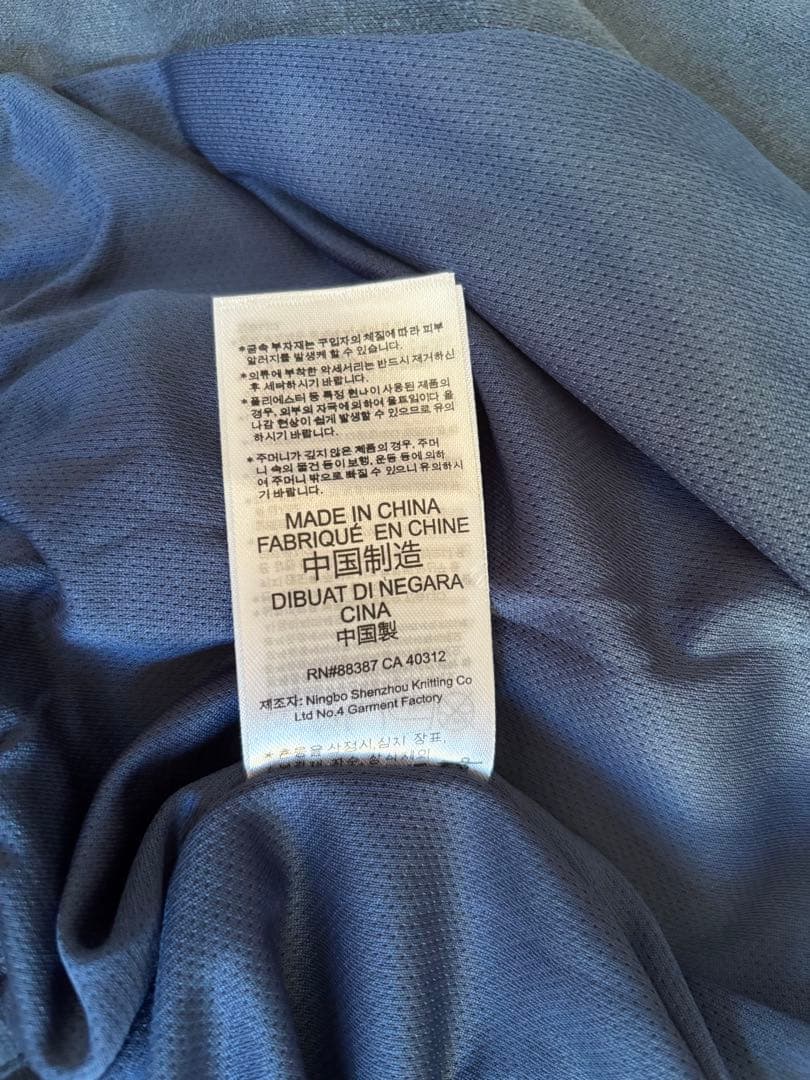 *금속 부자재는 구입자의 체질에 따라 피부
알러지를 발생케 할 수 있습니다.
*의류에 부착한 악세서리는 반드시 제거하신
후 세탁하시기 바랍니다.
*폴리에스터 등 특정 원사이 사용된 제품의
경우, 외부의 자극에 의하여 올트임이나 올
나감 현상이 쉽게 발생할 수 있으므로 유의
하시기 바랍니다.
*주머니가 깊지 않은 제품의 경우, 주머
니 속의 물건 등이 보행, 운동 등에 의하
여 주머니 밖으로 빠질 수 있으니 유의하시
기 바랍니다.
MADE IN CHINA
FABRIQUÉ EN CHINE
中国制造
DIBUAT DI NEGARA
CINA
中国製
RN#88387 CA 40312
제조자: Ningbo Shenzhou Knitting Co
Ltd No.4 Garment Factory